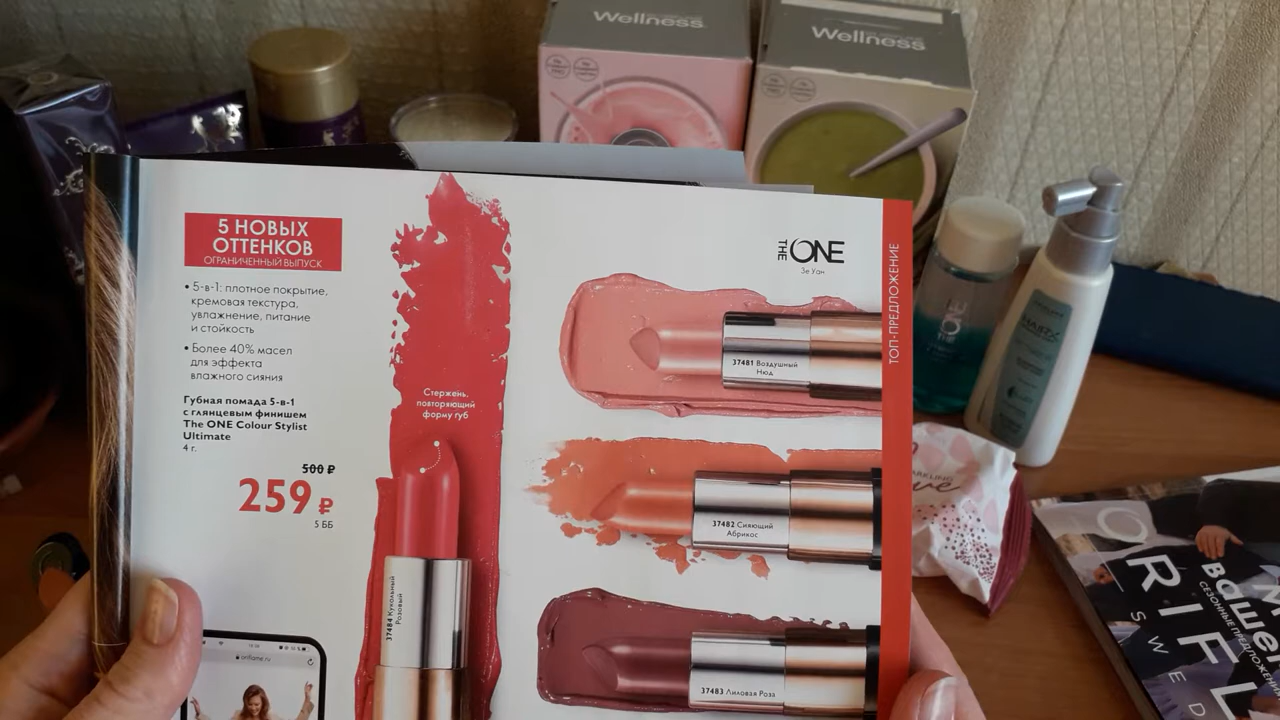 Wellness
Wellness
5 НОВЫХ
ОТТЕНКОВ
ОГРАНИЧЕННЫЙ ВЫПУСК
• 5-в-1: плотное покрытие,
кремовая текстура,
увлажнение, питание
и стойкость
• Более 40% масел
для эффекта
влажного сияния
Губная помада 5-в-1
с глянцевым финишем
The ONE Colour Stylist
Ultimate
4 г.
500 ₽
259 ₽
5 ББ
Стержень,
повторяющий
форму губ
37484 Кукольный
Розовый
oriflame.ru
THE ONE
Зе Уан
37481 Воздушный
Нюд
37482 Сияющий
Абрикос
37483 Лиловая Роза
ТОП-ПРЕДЛОЖЕНИЕ
THE ONE